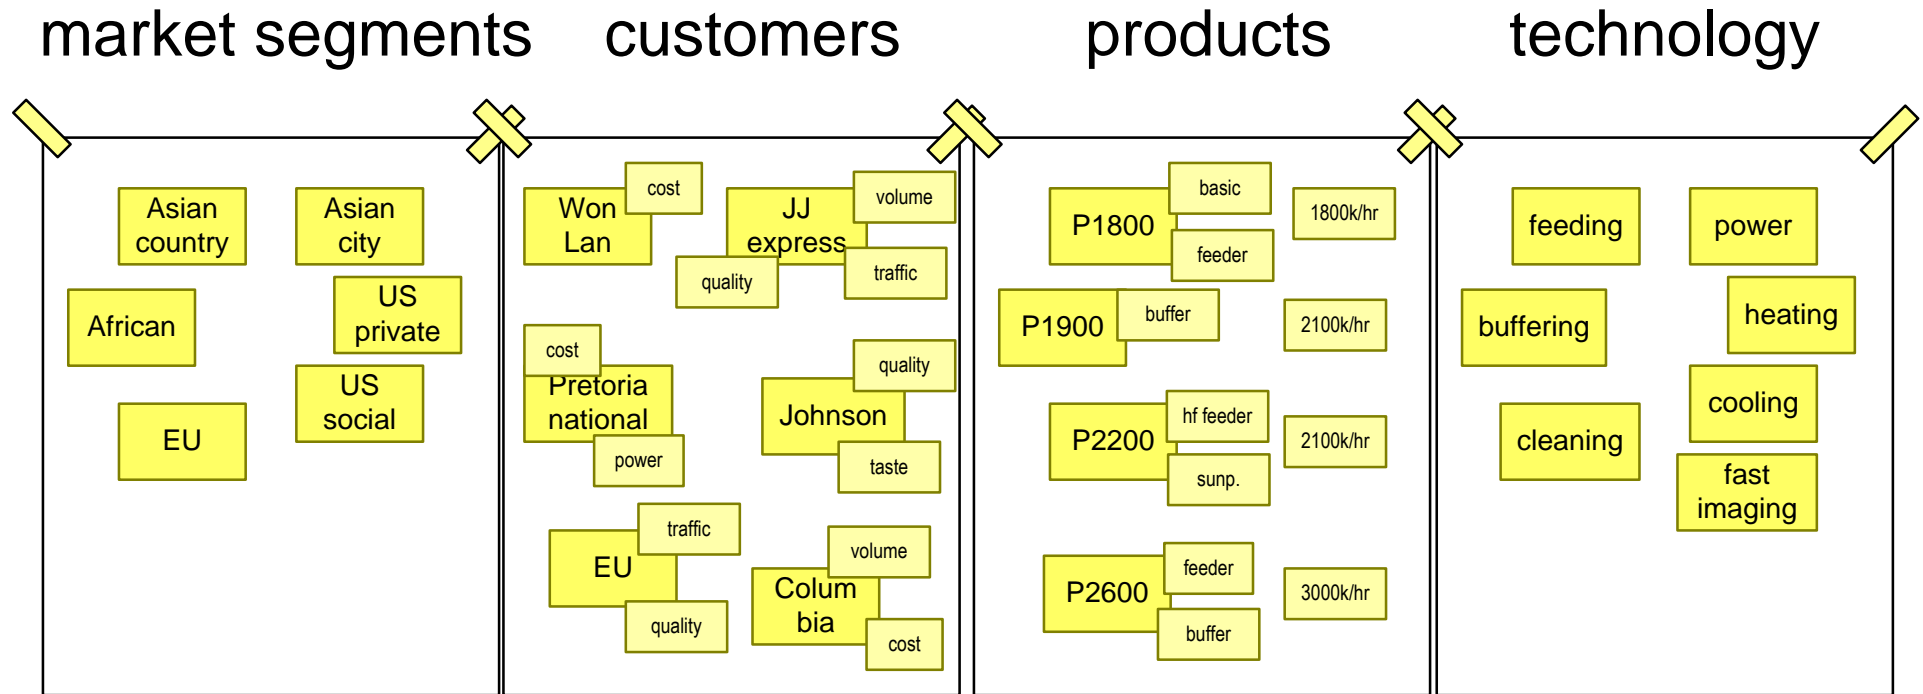 market segments
customers
products
technology
Asian
country
Asian
city
African
US
private
US
social
EU
Won
Lan
cost
JJ
express
volume
quality
traffic
cost
Pretoria
national
power
quality
Johnson
taste
traffic
EU
quality
volume
Colum
bia
cost
P1800
basic
feeder
1800k/hr
P1900
buffer
2100k/hr
P2200
hf feeder
sunp.
2100k/hr
P2600
feeder
buffer
3000k/hr
feeding
power
buffering
heating
cooling
cleaning
fast
imaging